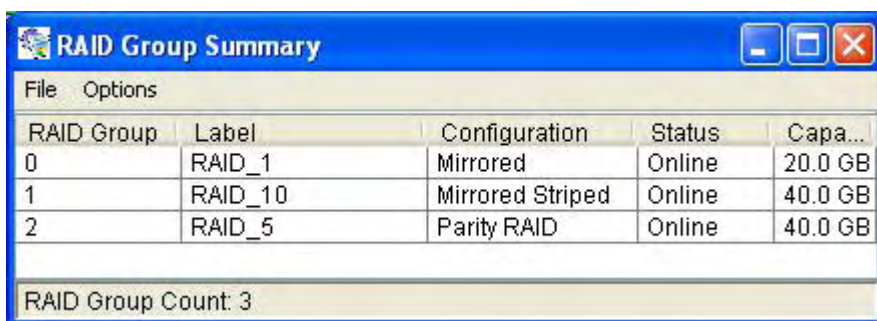 RAID Group Summary
File Options
RAID Group Label Configuration Status Capa...
0 RAID_1 Mirrored Online 20.0 GB
1 RAID_10 Mirrored Striped Online 40.0 GB
2 RAID_5 Parity RAID Online 40.0 GB
RAID Group Count: 3